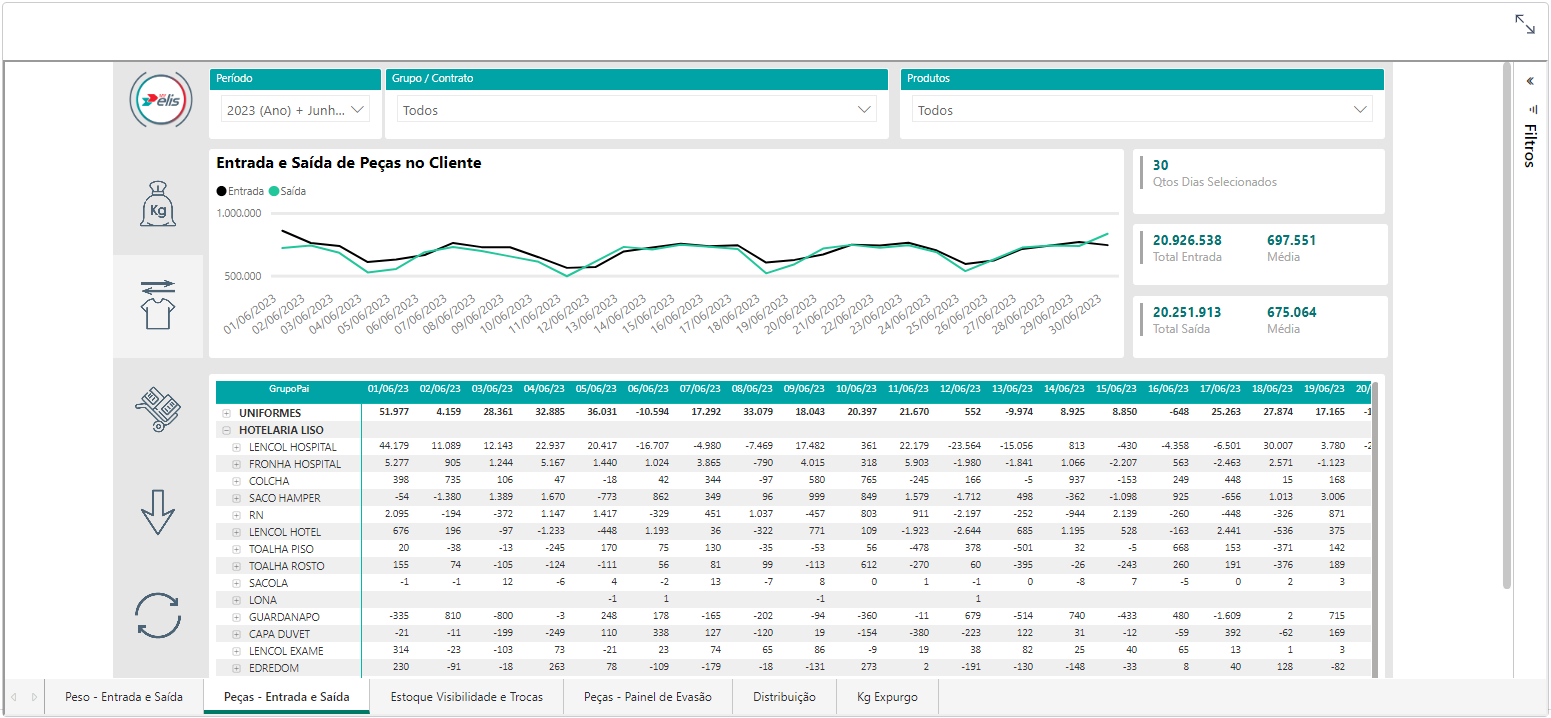 Período
Grupo / Contrato
Produtos
elis
2023 (Ano) + Junh...
Todos
Todos
Filtros
Entrada e Saída de Peças no Cliente
Entrada Saída
1.000.000
500.000
01/06/2023 02/06/2023 03/06/2023 04/06/2023 05/06/2023 06/06/2023 07/06/2023 08/06/2023 09/06/2023 10/06/2023 11/06/2023 12/06/2023 13/06/2023 14/06/2023 15/06/2023 16/06/2023 17/06/2023 18/06/2023 19/06/2023 20/06/2023 21/06/2023 22/06/2023 23/06/2023 24/06/2023 25/06/2023 26/06/2023 27/06/2023 28/06/2023 29/06/2023 30/06/2023
30
Qtos Dias Selecionados
20.926.538 697.551
Total Entrada Média
20.251.913 675.064
Total Saída Média
Kg
GrupoPai 01/06/23 02/06/23 03/06/23 04/06/23 05/06/23 06/06/23 07/06/23 08/06/23 09/06/23 10/06/23 11/06/23 12/06/23 13/06/23 14/06/23 15/06/23 16/06/23 17/06/23 18/06/23 19/06/23 20/
UNIFORMES 51.977 4.159 28.361 32.885 36.031 -10.594 17.292 33.079 18.043 20.397 21.670 552 -9.974 8.925 8.850 -648 25.263 27.874 17.165 -1
HOTELARIA LISO
LENCOL HOSPITAL 44.179 11.089 12.143 22.937 20.417 -16.707 -4.980 -7.469 17.482 361 22.179 -23.564 -15.056 813 -430 -4.358 -6.501 30.007 3.780 -2
FRONHA HOSPITAL 5.277 905 1.244 5.167 1.440 1.024 3.865 -790 4.015 318 5.903 -1.980 -1.841 1.066 -2.207 563 -2.463 2.571 -1.123
COLCHA 398 735 106 47 -18 42 344 -97 580 765 -245 166 -5 937 -153 249 448 15 168
SACO HAMPER -54 -1.380 1.389 1.670 -773 862 349 96 999 849 1.579 -1.712 498 -362 -1.098 925 -656 1.013 3.006
RN 2.095 -194 -372 1.147 1.417 -329 451 1.037 -457 803 911 -2.197 -252 -944 2.139 -260 -448 -326 871
LENCOL HOTEL 676 196 -97 -1.233 -448 1.193 36 -322 771 109 -1.923 -2.644 685 1.195 528 -163 2.441 -536 375
TOALHA PISO 20 -38 -13 -245 170 75 130 -35 -53 56 -478 378 -501 32 -5 668 153 -371 142
TOALHA ROSTO 155 74 -105 -124 -111 56 81 99 -113 612 -270 60 -395 -26 -243 260 191 -376 189
SACOLA -1 -1 12 -6 4 -2 13 -7 8 0 1 -1 0 -8 7 -5 0 2 3
LONA -1 1 -1 1
GUARDANAPO -335 810 -800 -3 248 178 -165 -202 -94 -360 -11 679 -514 740 -433 480 -1.609 2 715
CAPA DUVET -21 -11 -199 -249 110 338 127 -120 19 -154 -380 -223 122 31 -12 -59 392 -62 169
LENCOL EXAME 314 -23 -103 73 -21 23 74 65 86 -9 19 38 82 25 40 65 13 1 3
EDREDOM 230 -91 -18 263 78 -109 -179 -18 -131 273 2 -191 -130 -148 -33 8 40 128 -82
Peso - Entrada e Saída
Peças - Entrada e Saída
Estoque Visibilidade e Trocas
Peças - Painel de Evasão
Distribuição
Kg Expurgo